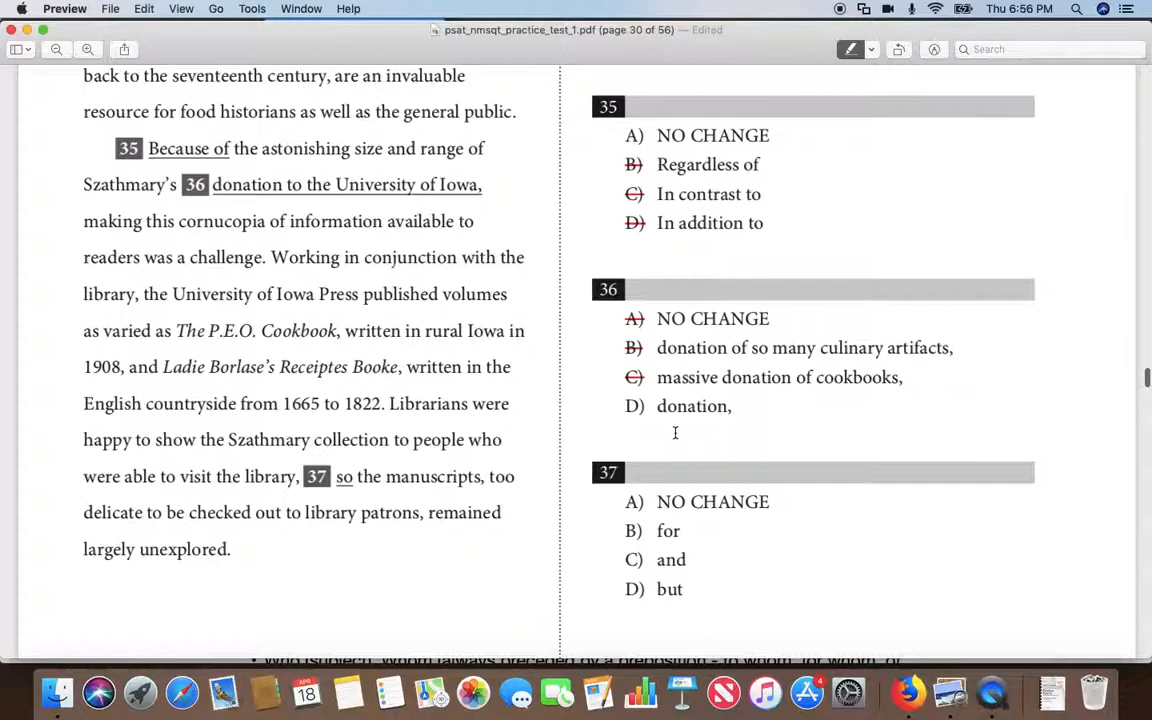 Preview File Edit View Go Tools Window Help Thu 6:56 PM
psat_nmsqt_practice_test_1.pdf (page 30 of 56) — Edited
Search
back to the seventeenth century, are an invaluable
resource for food historians as well as the general public.
35 Because of the astonishing size and range of
Szathmary's 36 donation to the University of Iowa,
making this cornucopia of information available to
readers was a challenge. Working in conjunction with the
library, the University of Iowa Press published volumes
as varied as The P.E.O. Cookbook, written in rural Iowa in
1908, and Ladie Borlase's Receiptes Booke, written in the
English countryside from 1665 to 1822. Librarians were
happy to show the Szathmary collection to people who
were able to visit the library, 37 so the manuscripts, too
delicate to be checked out to library patrons, remained
largely unexplored.
35
A) NO CHANGE
B) Regardless of
C) In contrast to
D) In addition to
36
A) NO CHANGE
B) donation of so many culinary artifacts,
C) massive donation of cookbooks,
D) donation,
37
A) NO CHANGE
B) for
C) and
D) but
APR
18
4